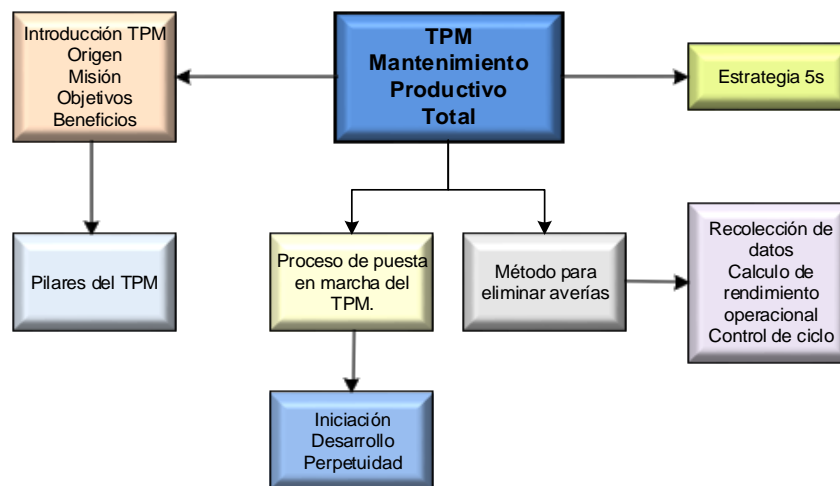 Introducción TPM
Origen
Misión
Objetivos
Beneficios
TPM
Mantenimiento
Productivo
Total
Estrategia 5s
Pilares del TPM
Proceso de puesta
en marcha del
TPM.
Método para
eliminar averías
Recolección de
datos
Calculo de
rendimiento
operacional
Control de ciclo
Iniciación
Desarrollo
Perpetuidad